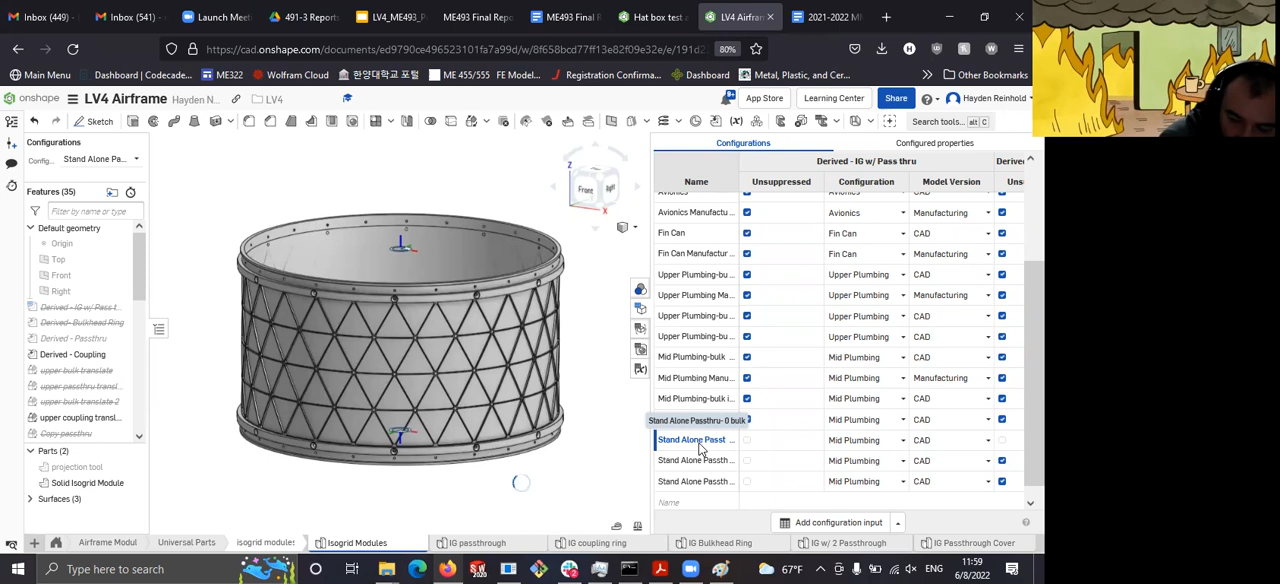 Inbox (449)
Inbox (541)
Launch Meeti
491-3 Reports
LV4_ME493_P
ME493 Final Repor
ME493 Final R
Hat box test a
LV4 Airfram
2021-2022 M
https://cad.onshape.com/documents/ed9790ce496523101fa7a9yd/w/8f658bcd77ff13e82f09e32e/e/191d2
80%
Main Menu
Dashboard | Codecade...
ME322
Wolfram Cloud
한양대학교 포털
ME 455/555
FE Model...
Registration Confirma...
Dashboard
Metal, Plastic, and Cer...
Other Bookmarks
onshape
LV4 Airframe
Hayden N...
LV4
App Store
Learning Center
Share
Hayden Reinhold
Sketch
Search tools...
alt C
Configurations
Config...
Stand Alone Pa...
Features (35)
Filter by name or type
Default geometry
Origin
Top
Front
Right
Derived - IG w/ Pass t...
Derived- Bulkhead Ring
Derived - Passthru
Derived - Coupling
upper bulk translate
upper passthru transl...
upper bulk translate 2
upper coupling transl...
Copy passthru
Parts (2)
projection tool
Solid Isogrid Module
Surfaces (3)
Z
Front
Right
X
Configurations
Configured properties
Derived - IG w/ Pass thru
Derive
Name
Unsuppressed
Configuration
Model Version
Uns
Avionics
Avionics
CAD
Avionics Manufactu ...
Avionics
Manufacturing
Fin Can
Fin Can
CAD
Fin Can Manufactur ...
Fin Can
Manufacturing
Upper Plumbing-bu ...
Upper Plumbing
CAD
Upper Plumbing Ma ...
Upper Plumbing
Manufacturing
Upper Plumbing-bu ...
Upper Plumbing
CAD
Upper Plumbing-bu ...
Upper Plumbing
CAD
Mid Plumbing-bulk ...
Mid Plumbing
CAD
Mid Plumbing Manu ...
Mid Plumbing
Manufacturing
Mid Plumbing-bulk i ...
Mid Plumbing
CAD
Stand Alone Passthru- 0 bulk
Mid Plumbing
CAD
Stand Alone Passt ...
Mid Plumbing
CAD
Stand Alone Passth ...
Mid Plumbing
CAD
Stand Alone Passth ...
Mid Plumbing
CAD
Name
Add configuration input
Airframe Modul
Universal Parts
isogrid modules
Isogrid Modules
IG passthrough
IG coupling ring
IG Bulkhead Ring
IG w/ 2 Passthrough
IG Passthrough Cover
Type here to search
67°F
ENG
11:59
6/8/2022